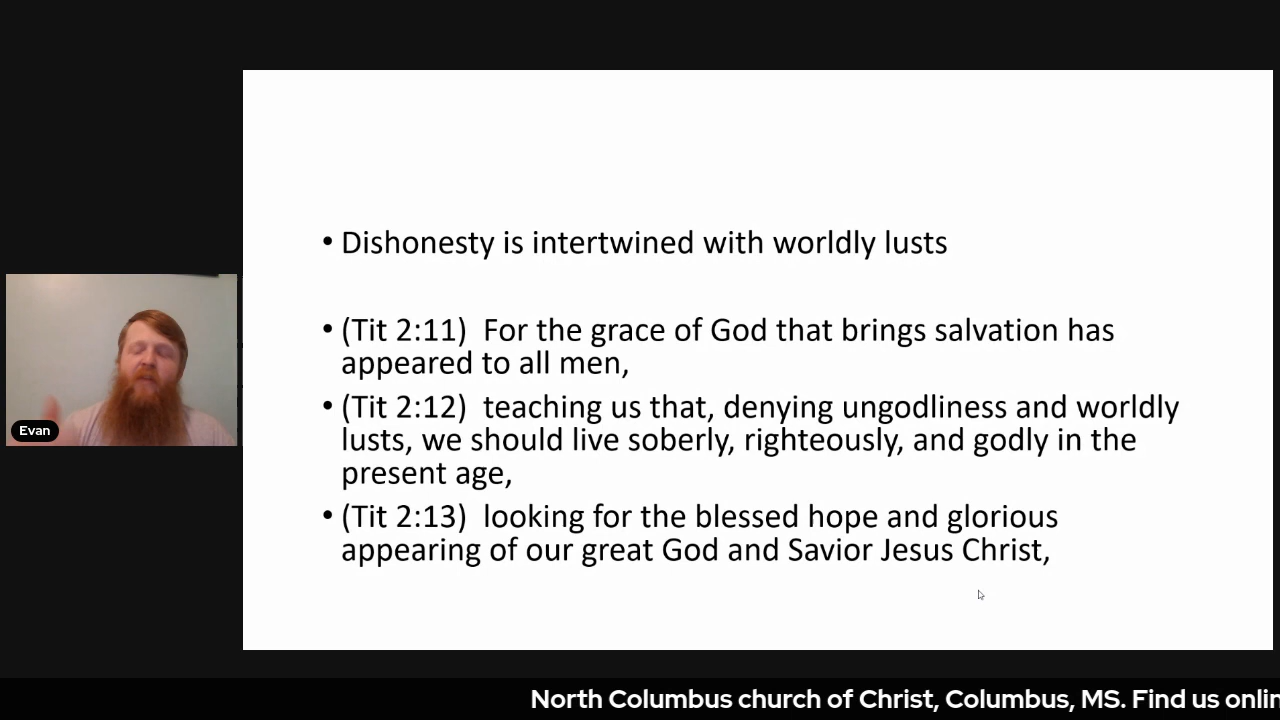 • Dishonesty is intertwined with worldly lusts
• (Tit 2:11) For the grace of God that brings salvation has
appeared to all men,
• (Tit 2:12) teaching us that, denying ungodliness and worldly
lusts, we should live soberly, righteously, and godly in the
present age,
• (Tit 2:13) looking for the blessed hope and glorious
appearing of our great God and Savior Jesus Christ,
Evan
North Columbus church of Christ, Columbus, MS. Find us onlin